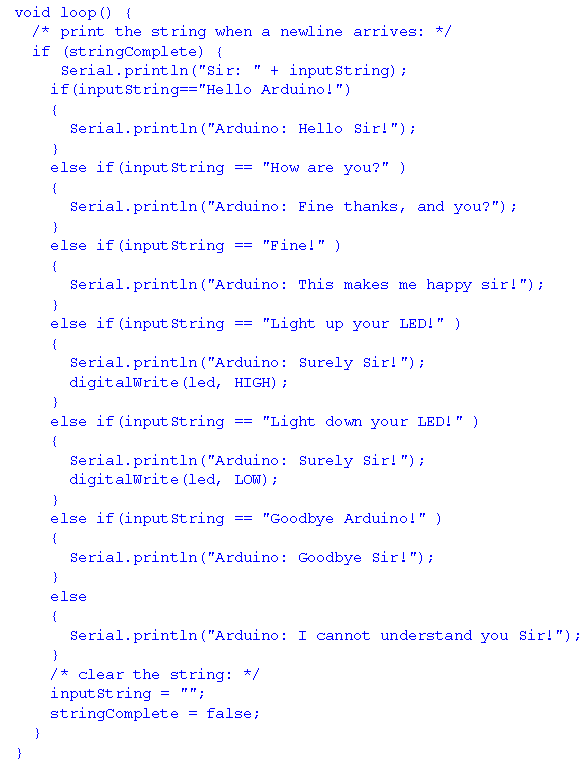 void loop() {
  /* print the string when a newline arrives: */
  if (stringComplete) {
     Serial.println("Sir: " + inputString);
    if(inputString=="Hello Arduino!")
    {
      Serial.println("Arduino: Hello Sir!");
    }
    else if(inputString == "How are you?" )
    {
      Serial.println("Arduino: Fine thanks, and you?");
    }
    else if(inputString == "Fine!" )
    {
      Serial.println("Arduino: This makes me happy sir!");
    }
    else if(inputString == "Light up your LED!" )
    {
      Serial.println("Arduino: Surely Sir!");
      digitalWrite(led, HIGH);
    }
    else if(inputString == "Light down your LED!" )
    {
      Serial.println("Arduino: Surely Sir!");
      digitalWrite(led, LOW);
    }
    else if(inputString == "Goodbye Arduino!" )
    {
      Serial.println("Arduino: Goodbye Sir!");
    }
    else
    {
      Serial.println("Arduino: I cannot understand you Sir!");
    }
    /* clear the string: */
    inputString = "";
    stringComplete = false;
  }
}